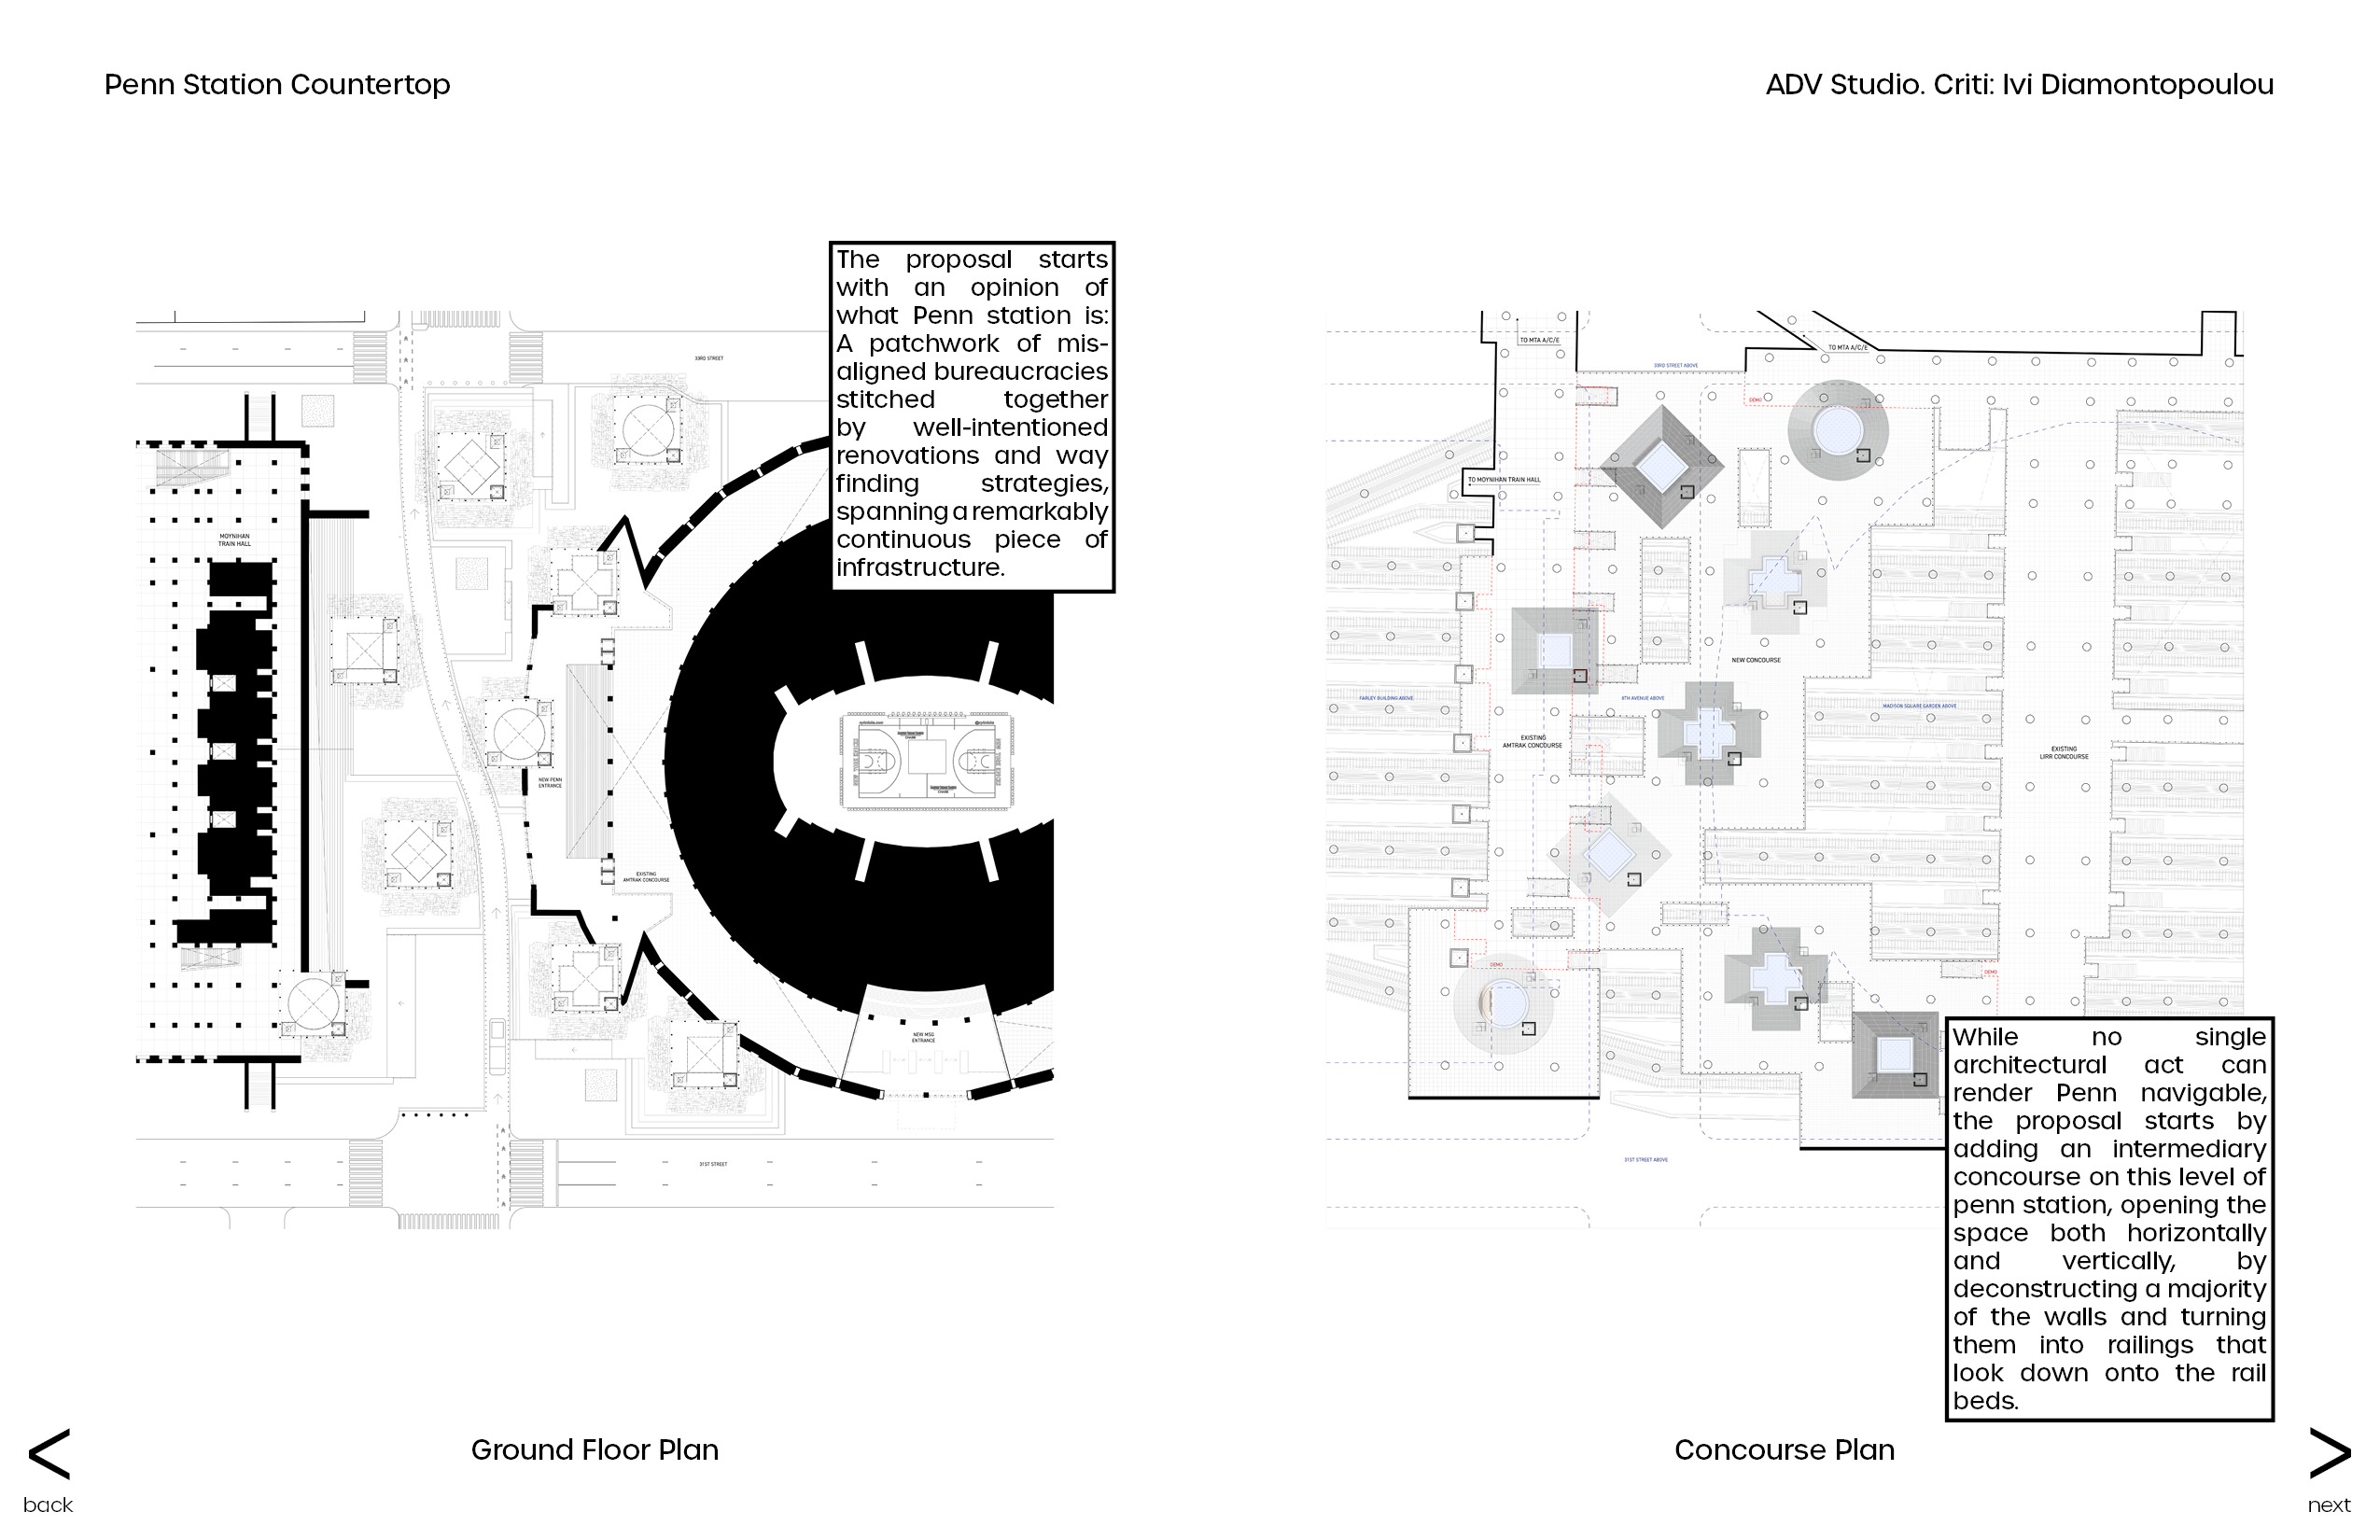 Penn Station Countertop
ADV Studio. Criti: Ivi Diamontopoulou
The proposal starts
with an opinion of
what Penn station is:
A patchwork of mis-
aligned bureaucracies
stitched together
by well-intentioned
renovations and way
finding strategies,
spanning a remarkably
continuous piece of
infrastructure.
33RD STREET
MOYNIHAN
TRAIN HALL
NEW PENN
ENTRANCE
EXISTING
AMTRAK CONCOURSE
NEW MSG
ENTRANCE
31ST STREET
TO MTA A/C/E
TO MTA A/C/E
33RD STREET ABOVE
DEMO
TO MOYNIHAN TRAIN HALL
NEW CONCOURSE
FARLEY BUILDING ABOVE
8TH AVENUE ABOVE
MADISON SQUARE GARDEN ABOVE
EXISTING
AMTRAK CONCOURSE
EXISTING
LIRR CONCOURSE
DEMO
DEMO
31ST STREET ABOVE
While no single
architectural act can
render Penn navigable,
the proposal starts by
adding an intermediary
concourse on this level of
penn station, opening the
space both horizontally
and vertically, by
deconstructing a majority
of the walls and turning
them into railings that
look down onto the rail
beds.
Ground Floor Plan
Concourse Plan
<
back
>
next